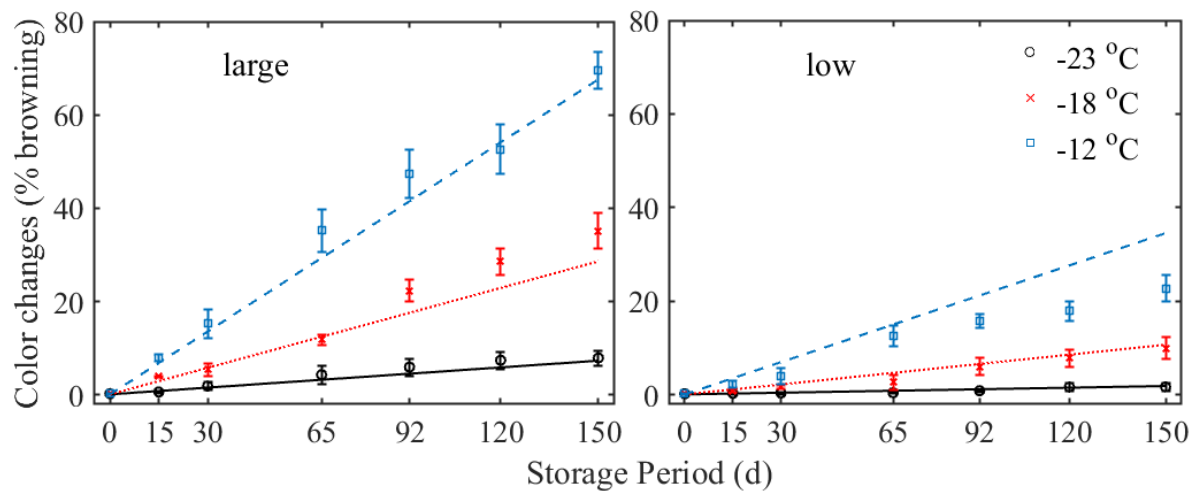 Color changes (% browning)
80
60
40
20
0
large
0 15 30 65 92 120 150
80
60
40
20
0
low
-23 °C
-18 °C
-12 °C
0 15 30 65 92 120 150
Storage Period (d)